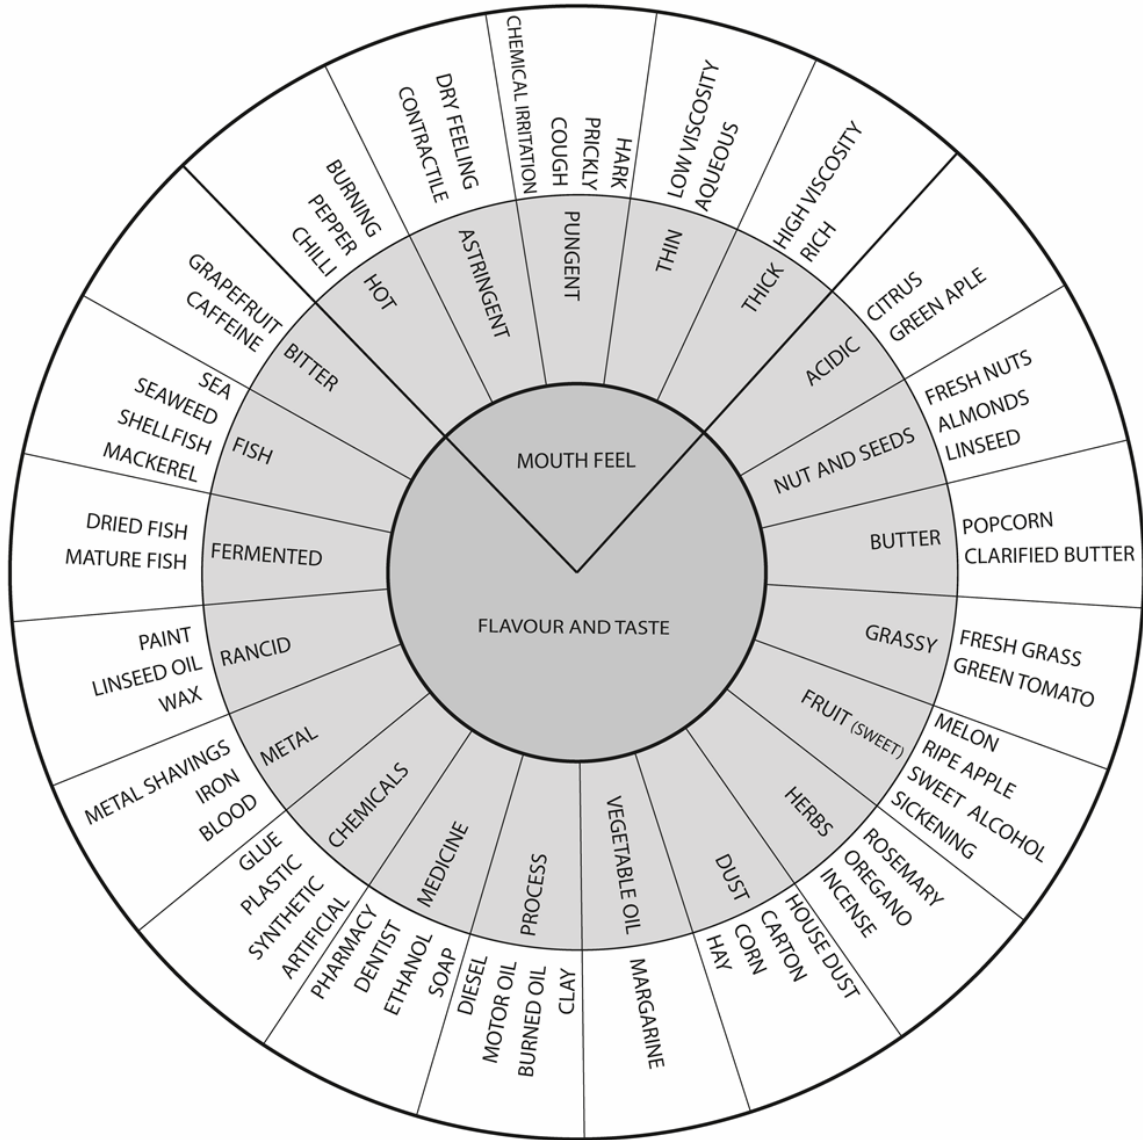 MOUTH FEEL
FLAVOUR AND TASTE
HOT
BURNING
PEPPER
CHILLI
ASTRINGENT
DRY FEELING
CONTRACTILE
PUNGENT
CHEMICAL IRRITATION
COUGH
PRICKLY
HARK
THIN
LOW VISCOSITY
AQUEOUS
THICK
HIGH VISCOSITY
RICH
ACIDIC
CITRUS
GREEN APLE
NUT AND SEEDS
FRESH NUTS
ALMONDS
LINSEED
BUTTER
POPCORN
CLARIFIED BUTTER
GRASSY
FRESH GRASS
GREEN TOMATO
FRUIT (SWEET)
MELON
RIPE APPLE
SWEET ALCOHOL
SICKENING
HERBS
ROSEMARY
OREGANO
INCENSE
DUST
HOUSE DUST
CARTON
CORN
HAY
VEGETABLE OIL
MARGARINE
PROCESS
DIESEL
MOTOR OIL
BURNED OIL
CLAY
MEDICINE
PHARMACY
DENTIST
ETHANOL
SOAP
CHEMICALS
GLUE
PLASTIC
SYNTHETIC
ARTIFICIAL
METAL
METAL SHAVINGS
IRON
BLOOD
RANCID
PAINT
LINSEED OIL
WAX
FERMENTED
DRIED FISH
MATURE FISH
FISH
SEA
SEAWEED
SHELLFISH
MACKEREL
BITTER
GRAPEFRUIT
CAFFEINE